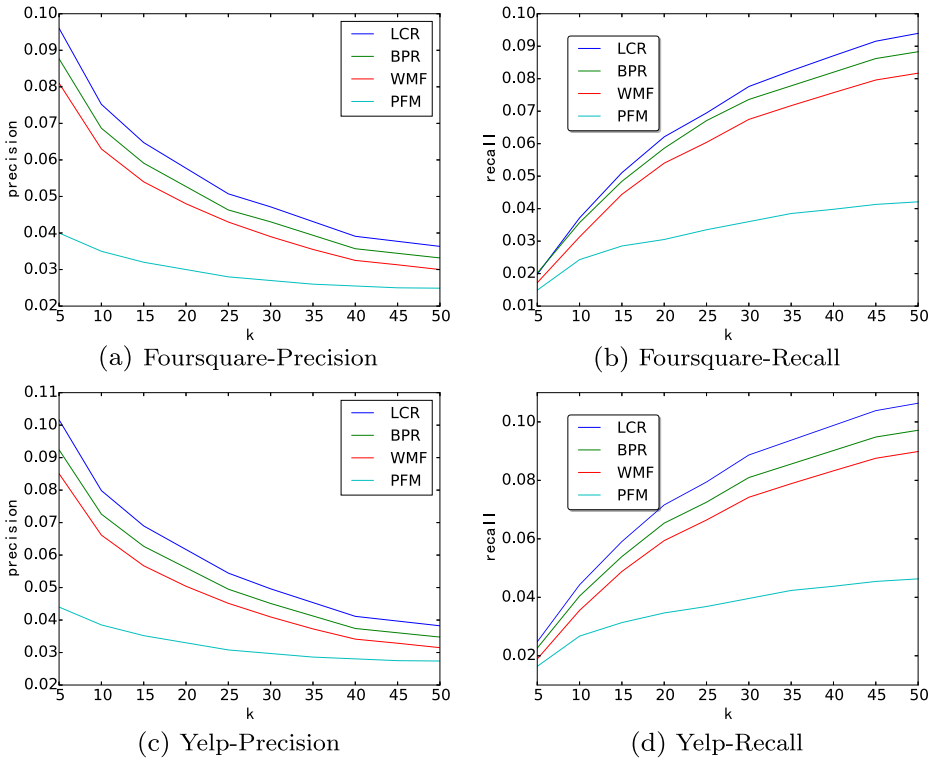 0.10
0.09
0.08
0.07
0.06
0.05
0.04
0.03
0.02
precision
LCR
BPR
WMF
PFM
5 10 15 20 25 30 35 40 45 50
k
(a) Foursquare-Precision
0.10
0.09
0.08
0.07
0.06
0.05
0.04
0.03
0.02
0.01
recall
LCR
BPR
WMF
PFM
5 10 15 20 25 30 35 40 45 50
k
(b) Foursquare-Recall
0.11
0.10
0.09
0.08
0.07
0.06
0.05
0.04
0.03
0.02
precision
LCR
BPR
WMF
PFM
5 10 15 20 25 30 35 40 45 50
k
(c) Yelp-Precision
0.10
0.08
0.06
0.04
0.02
recall
LCR
BPR
WMF
PFM
5 10 15 20 25 30 35 40 45 50
k
(d) Yelp-Recall